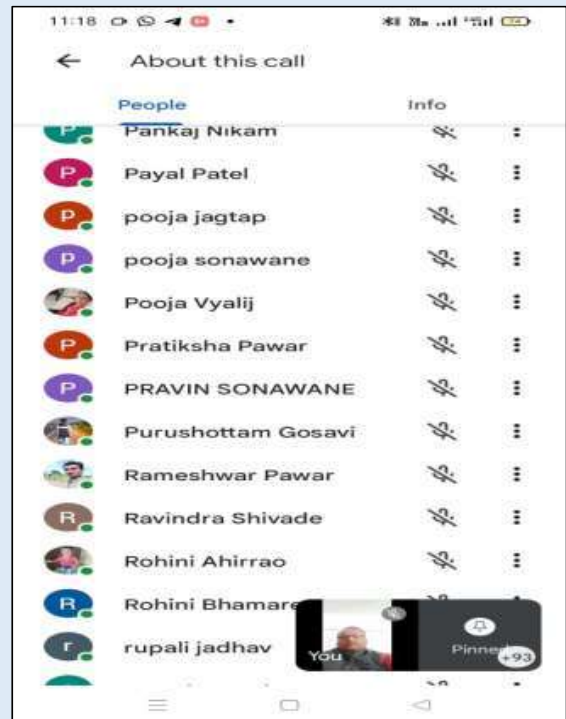 11:18
About this call
People Info
Pankaj Nikam
P Payal Patel
P pooja jagtap
P pooja sonawane
Pooja Vyalij
P Pratiksha Pawar
P PRAVIN SONAWANE
Purushottam Gosavi
Rameshwar Pawar
R Ravindra Shivade
Rohini Ahirrao
R Rohini Bhamare
r rupali jadhav
You Pinned
+93